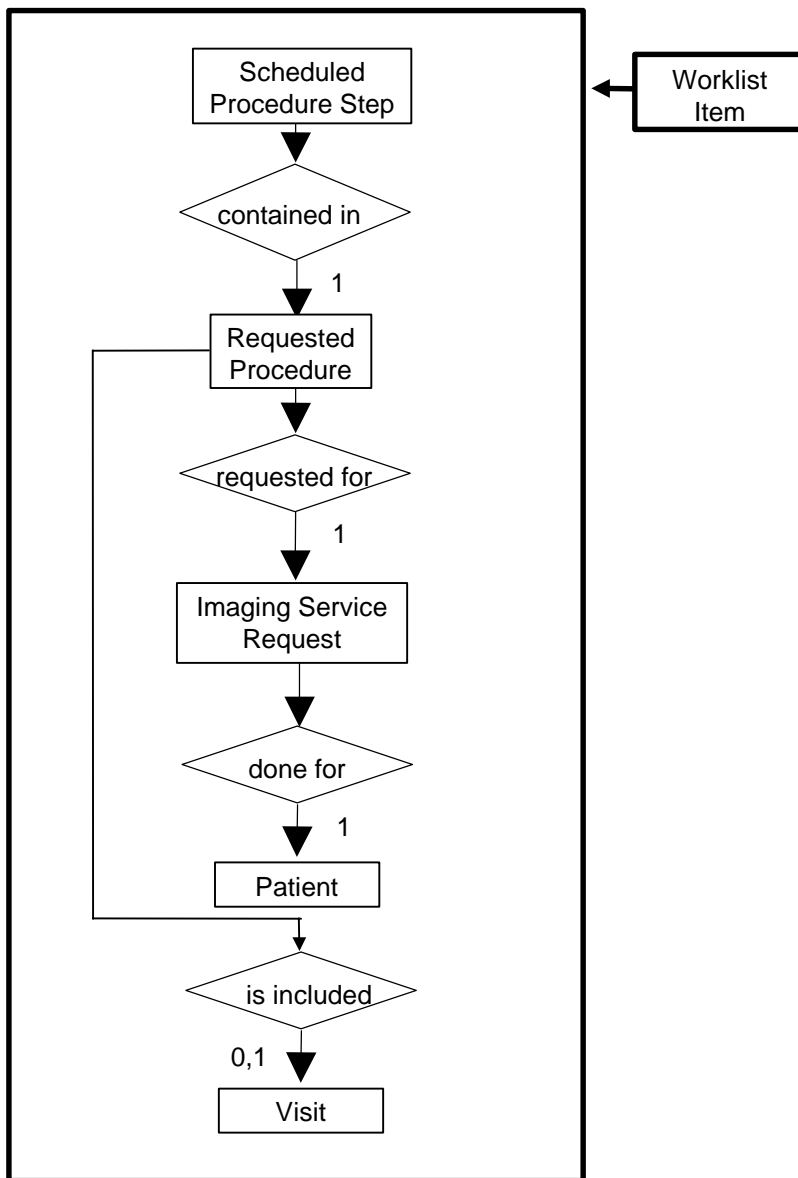 Scheduled
Procedure Step
Worklist
Item
contained in
1
Requested
Procedure
requested for
1
Imaging Service
Request
done for
1
Patient
is included
0,1
Visit